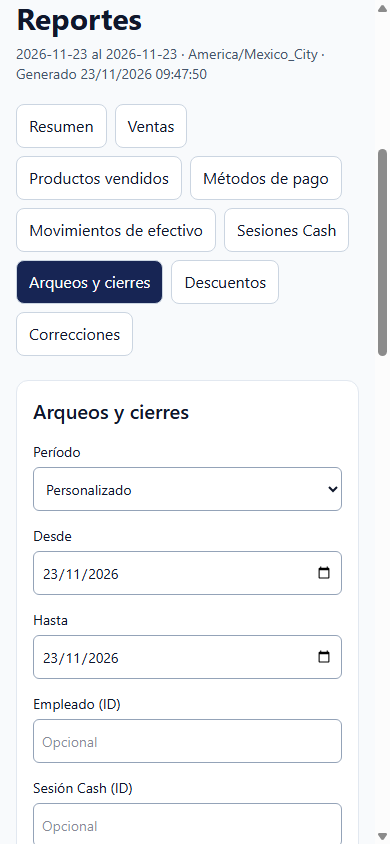 Reportes
2026-11-23 al 2026-11-23 · America/Mexico_City ·
Generado 23/11/2026 09:47:50
Resumen
Ventas
Productos vendidos
Métodos de pago
Movimientos de efectivo
Sesiones Cash
Arqueos y cierres
Descuentos
Correcciones
Arqueos y cierres
Período
Personalizado
Desde
23/11/2026
Hasta
23/11/2026
Empleado (ID)
Opcional
Sesión Cash (ID)
Opcional